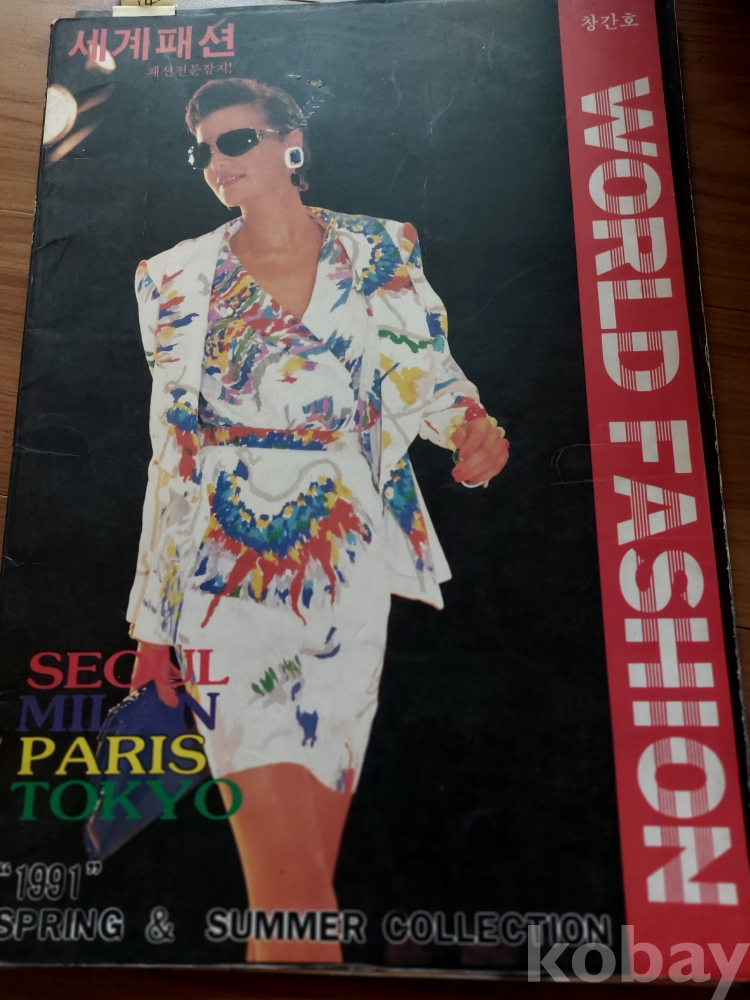 세계패션
패션전문잡지!
창간호
WORLD FASHION
SEOUL
MILAN
PARIS
TOKYO
"1991"
SPRING & SUMMER COLLECTION
kobay